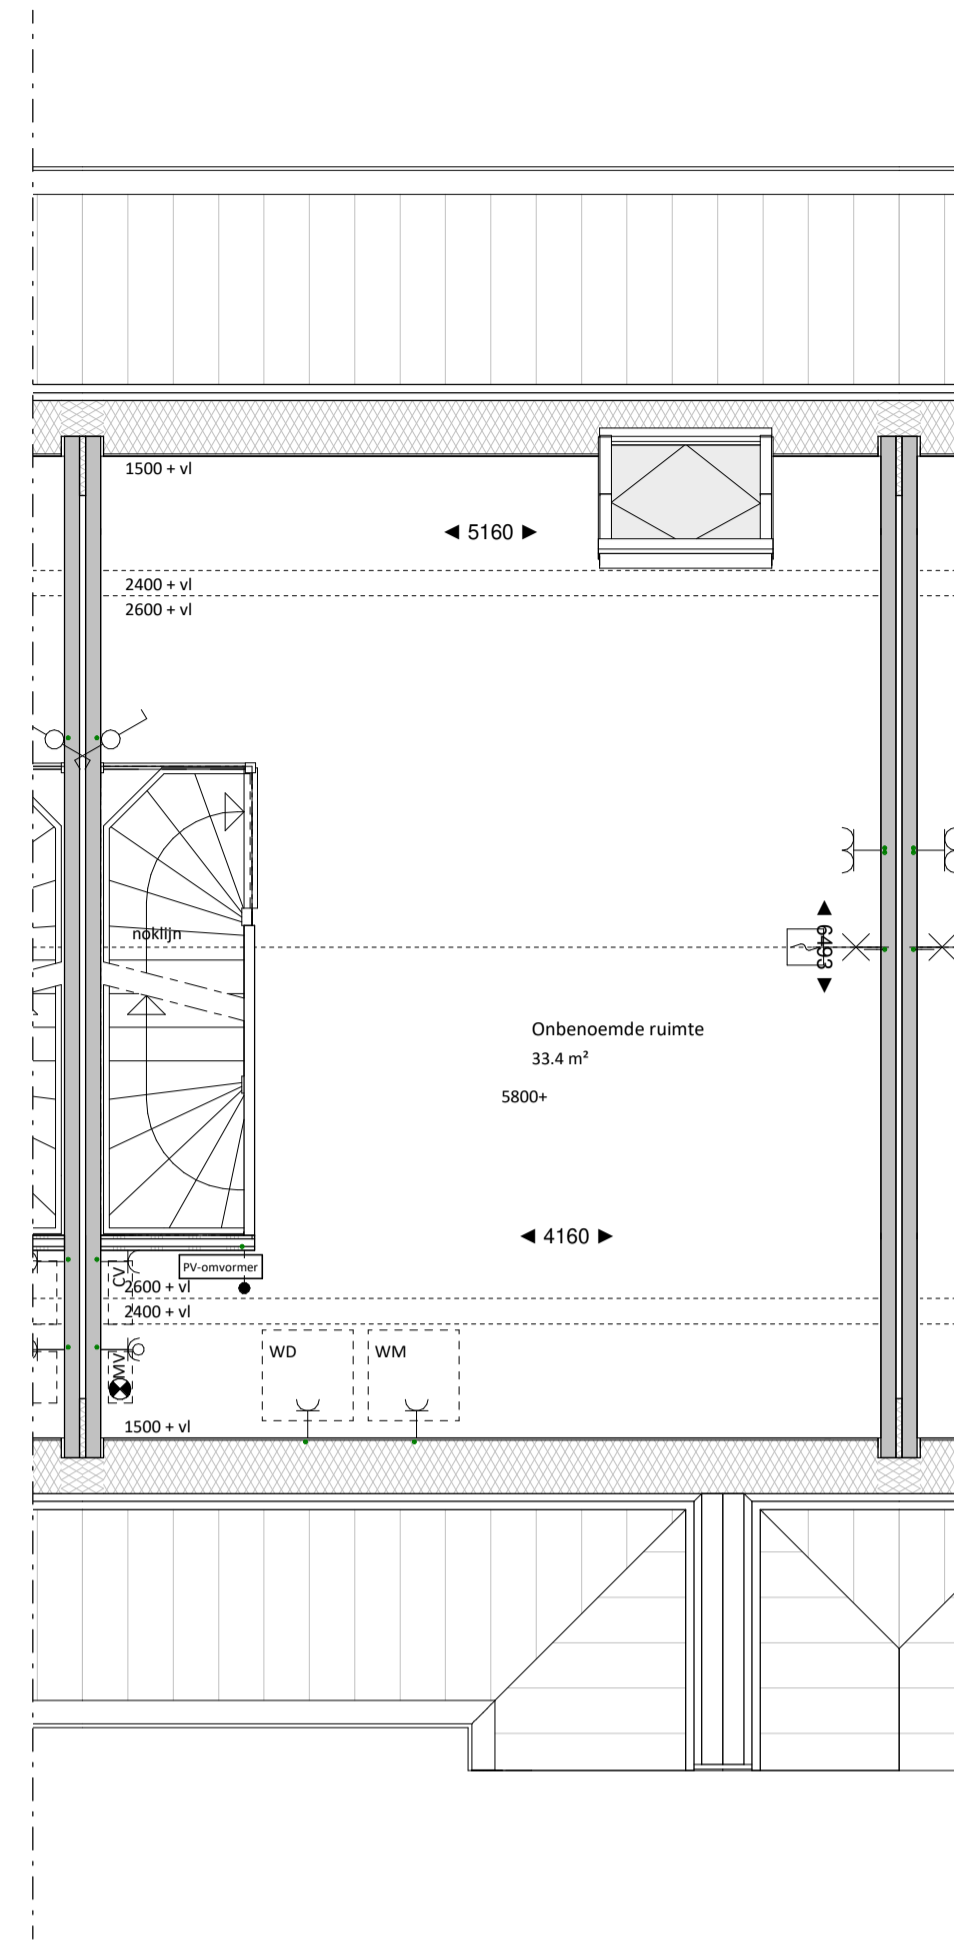 1500 + vl
5160
2400 + vl
2600 + vl
noklijn
6493
Onbenoemde ruimte
33.4 m²
5800+
4160
PV-omvormer
CV
2600 + vl
2400 + vl
WD
WM
MV
1500 + vl